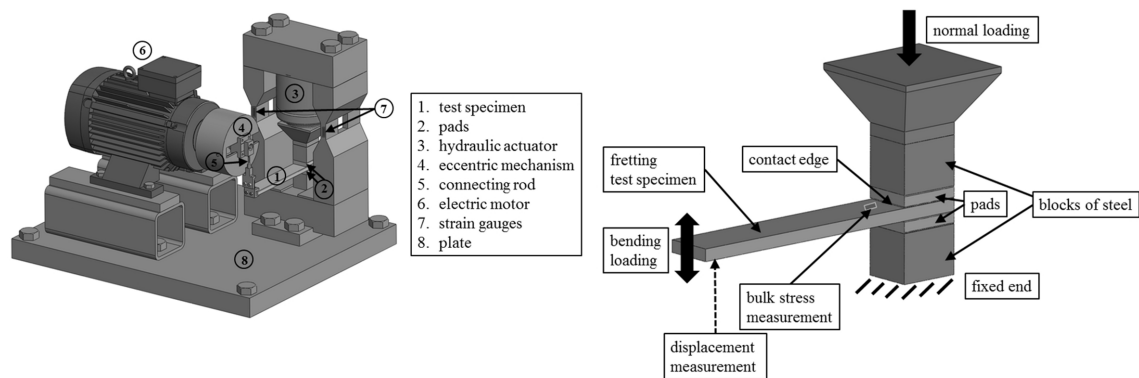 6
3
7
4
5
1
2
8
1. test specimen
2. pads
3. hydraulic actuator
4. eccentric mechanism
5. connecting rod
6. electric motor
7. strain gauges
8. plate
normal loading
contact edge
fretting
test specimen
pads
blocks of steel
bending
loading
fixed end
bulk stress
measurement
displacement
measurement